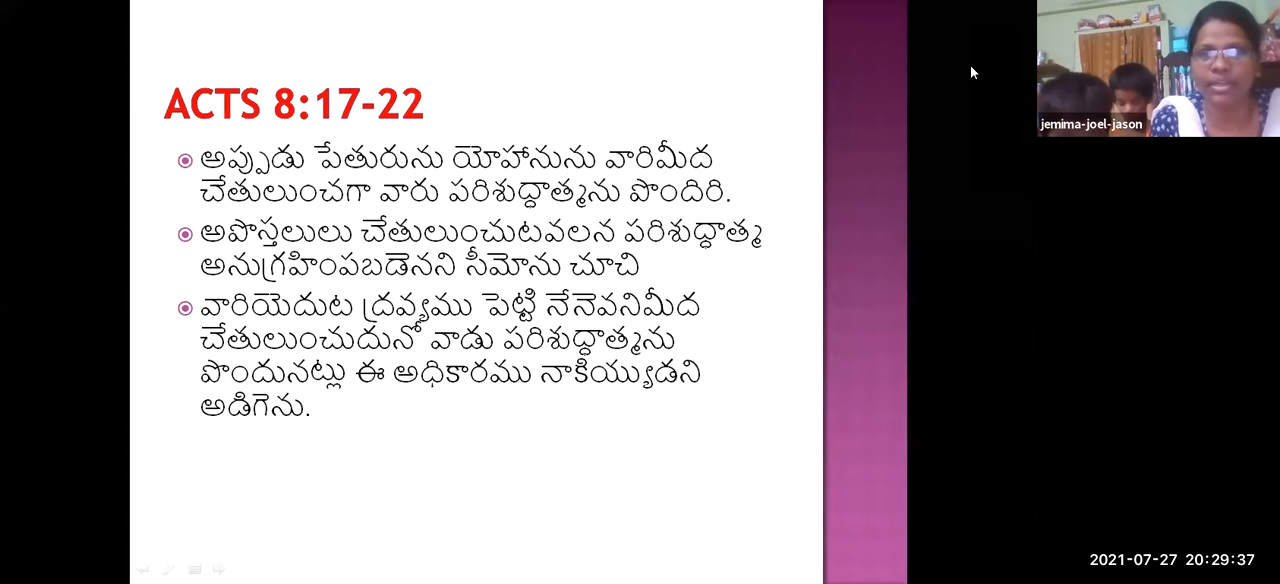 ACTS 8:17-22
అప్పుడు పేతురును యోహానును వారిమీద
చేతులుంచగా వారు పరిశుద్ధాత్మను పొందిరి.
అపొస్తలులు చేతులుంచుటవలన పరిశుద్ధాత్మ
అనుగ్రహింపబడెనని సీమోను చూచి
వారియెదుట ద్రవ్యము పెట్టి నేనెవనిమీద
చేతులుంచుదునో వాడు పరిశుద్ధాత్మను
పొందునట్లు ఈ అధికారము నాకియ్యుడని
అడిగెను.
jemima-joel-jason
2021-07-27 20:29:37